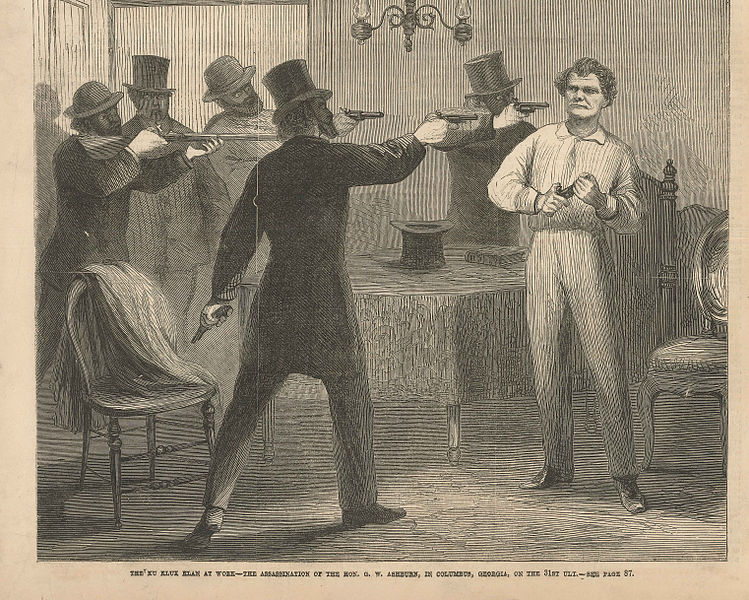 THE KU KLUX KLAN AT WORK—THE ASSASSINATION OF THE HON. G. W. ASHBURN, IN COLUMBUS, GEORGIA, ON THE 31ST ULT.—SEE PAGE 87.